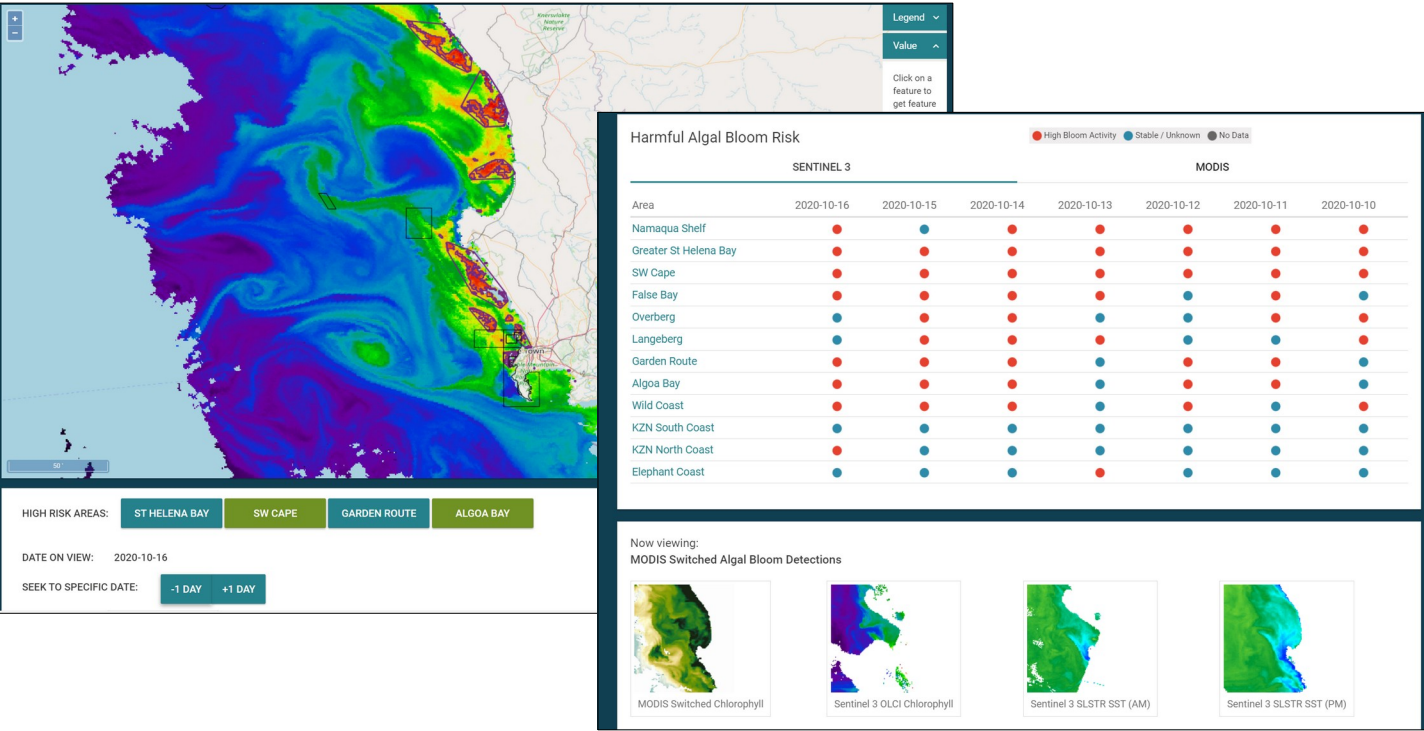 +
-
Knersvlakte
Nature
Reserve
Legend
Value
Click on a
feature to
get feature
Town
50
HIGH RISK AREAS: ST HELENA BAY SW CAPE GARDEN ROUTE ALGOA BAY
DATE ON VIEW: 2020-10-16
SEEK TO SPECIFIC DATE: -1 DAY +1 DAY
Harmful Algal Bloom Risk
High Bloom Activity Stable / Unknown No Data
SENTINEL 3 MODIS
Area 2020-10-16 2020-10-15 2020-10-14 2020-10-13 2020-10-12 2020-10-11 2020-10-10
Namaqua Shelf
Greater St Helena Bay
SW Cape
False Bay
Overberg
Langeberg
Garden Route
Algoa Bay
Wild Coast
KZN South Coast
KZN North Coast
Elephant Coast
Now viewing:
MODIS Switched Algal Bloom Detections
MODIS Switched Chlorophyll
Sentinel 3 OLCI Chlorophyll
Sentinel 3 SLSTR SST (AM)
Sentinel 3 SLSTR SST (PM)